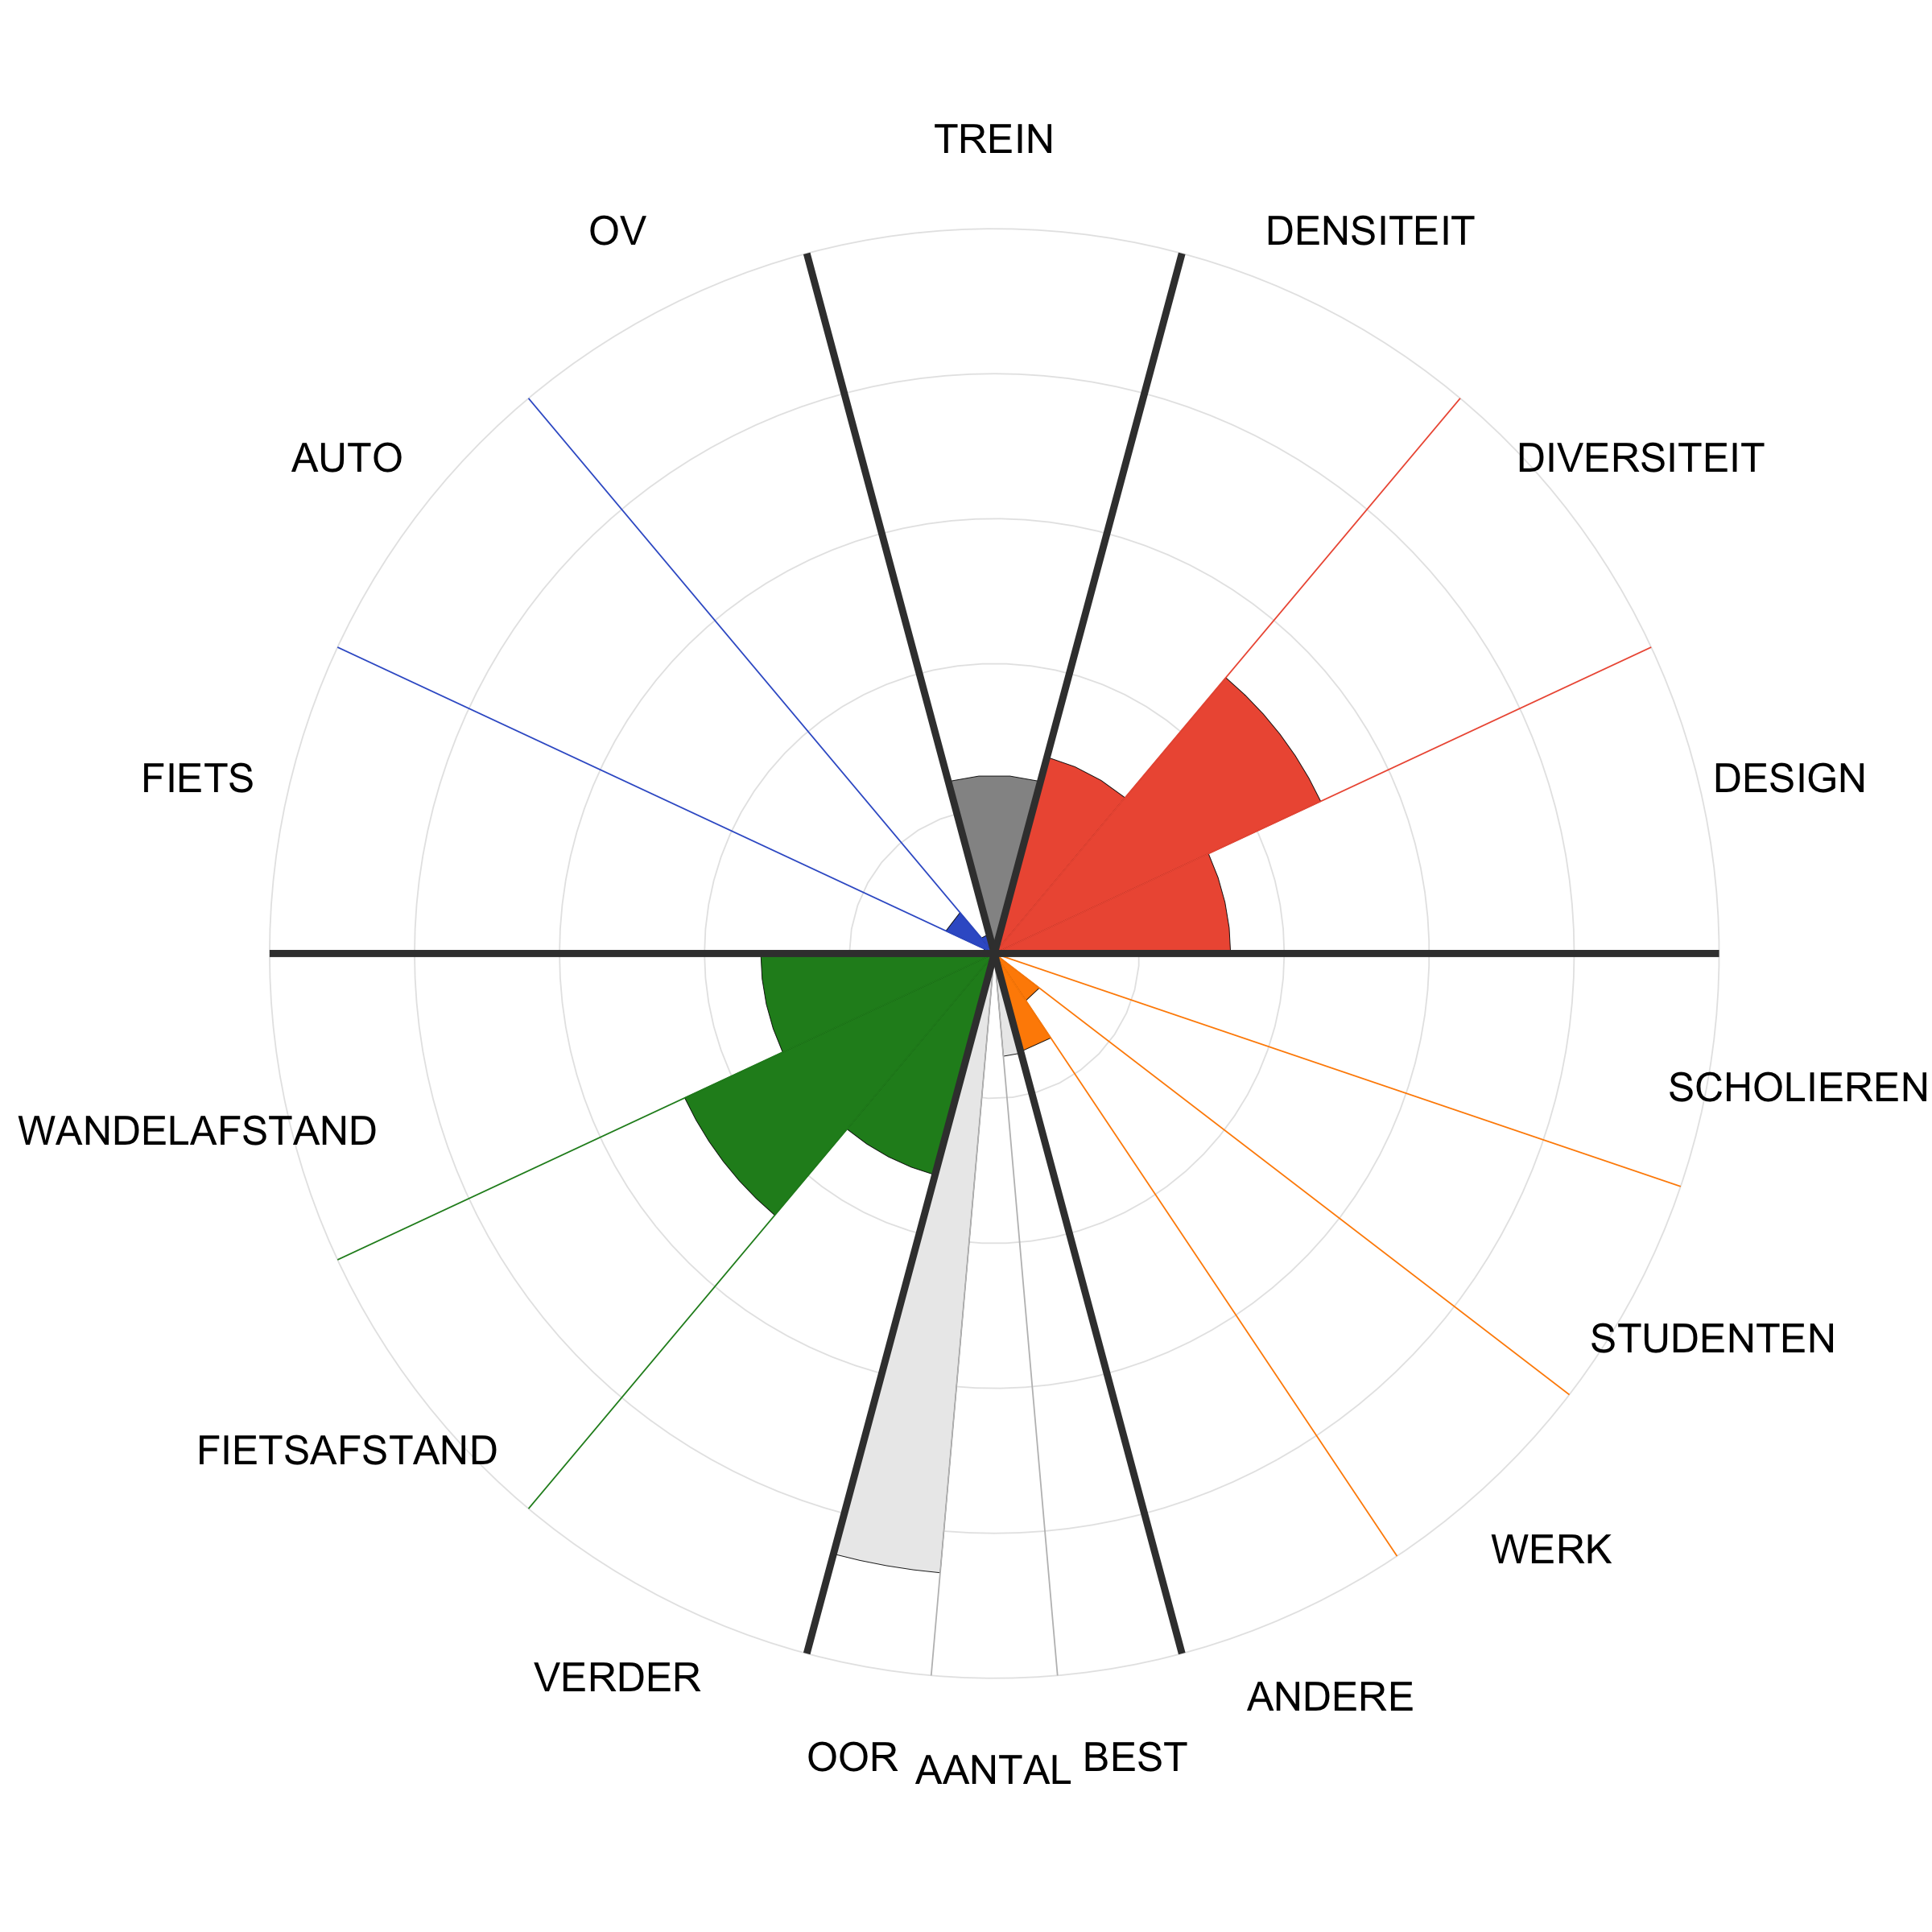 TREIN
OV
DENSITEIT
AUTO
DIVERSITEIT
FIETS
DESIGN
SCHOLIEREN
WANDELAFSTAND
STUDENTEN
FIETSAFSTAND
WERK
VERDER
ANDERE
OOR
AANTAL
BEST